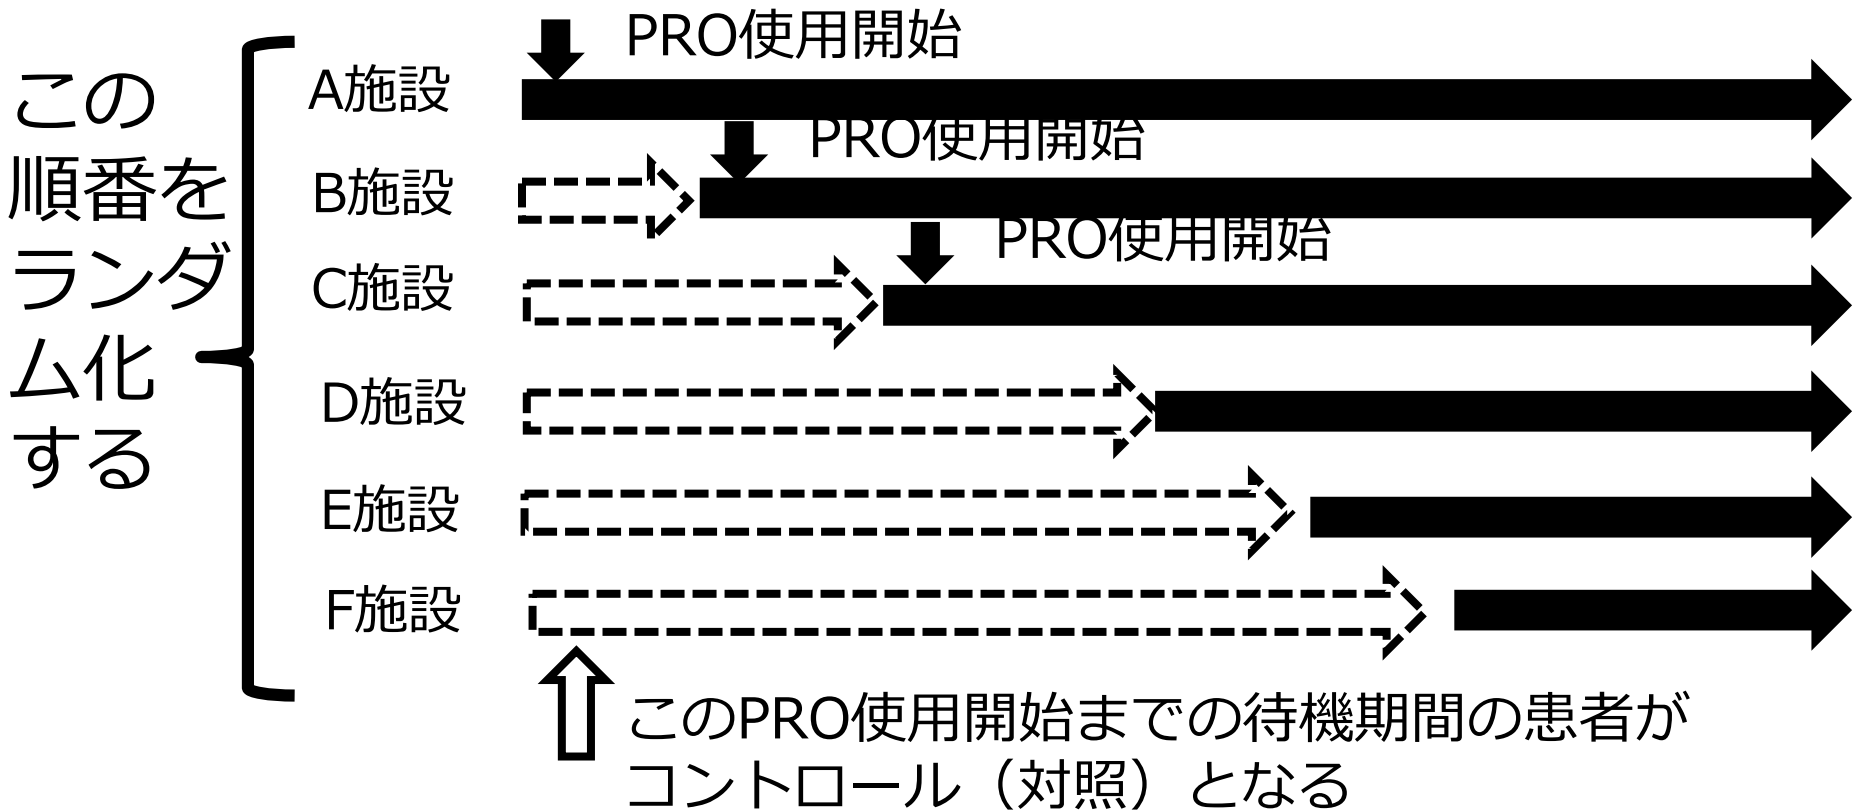 この
順番を
ランダ
ム化
する
PRO使用開始
A施設
PRO使用開始
B施設
PRO使用開始
C施設
D施設
E施設
F施設
このPRO使用開始までの待機期間の患者が
コントロール（対照）となる